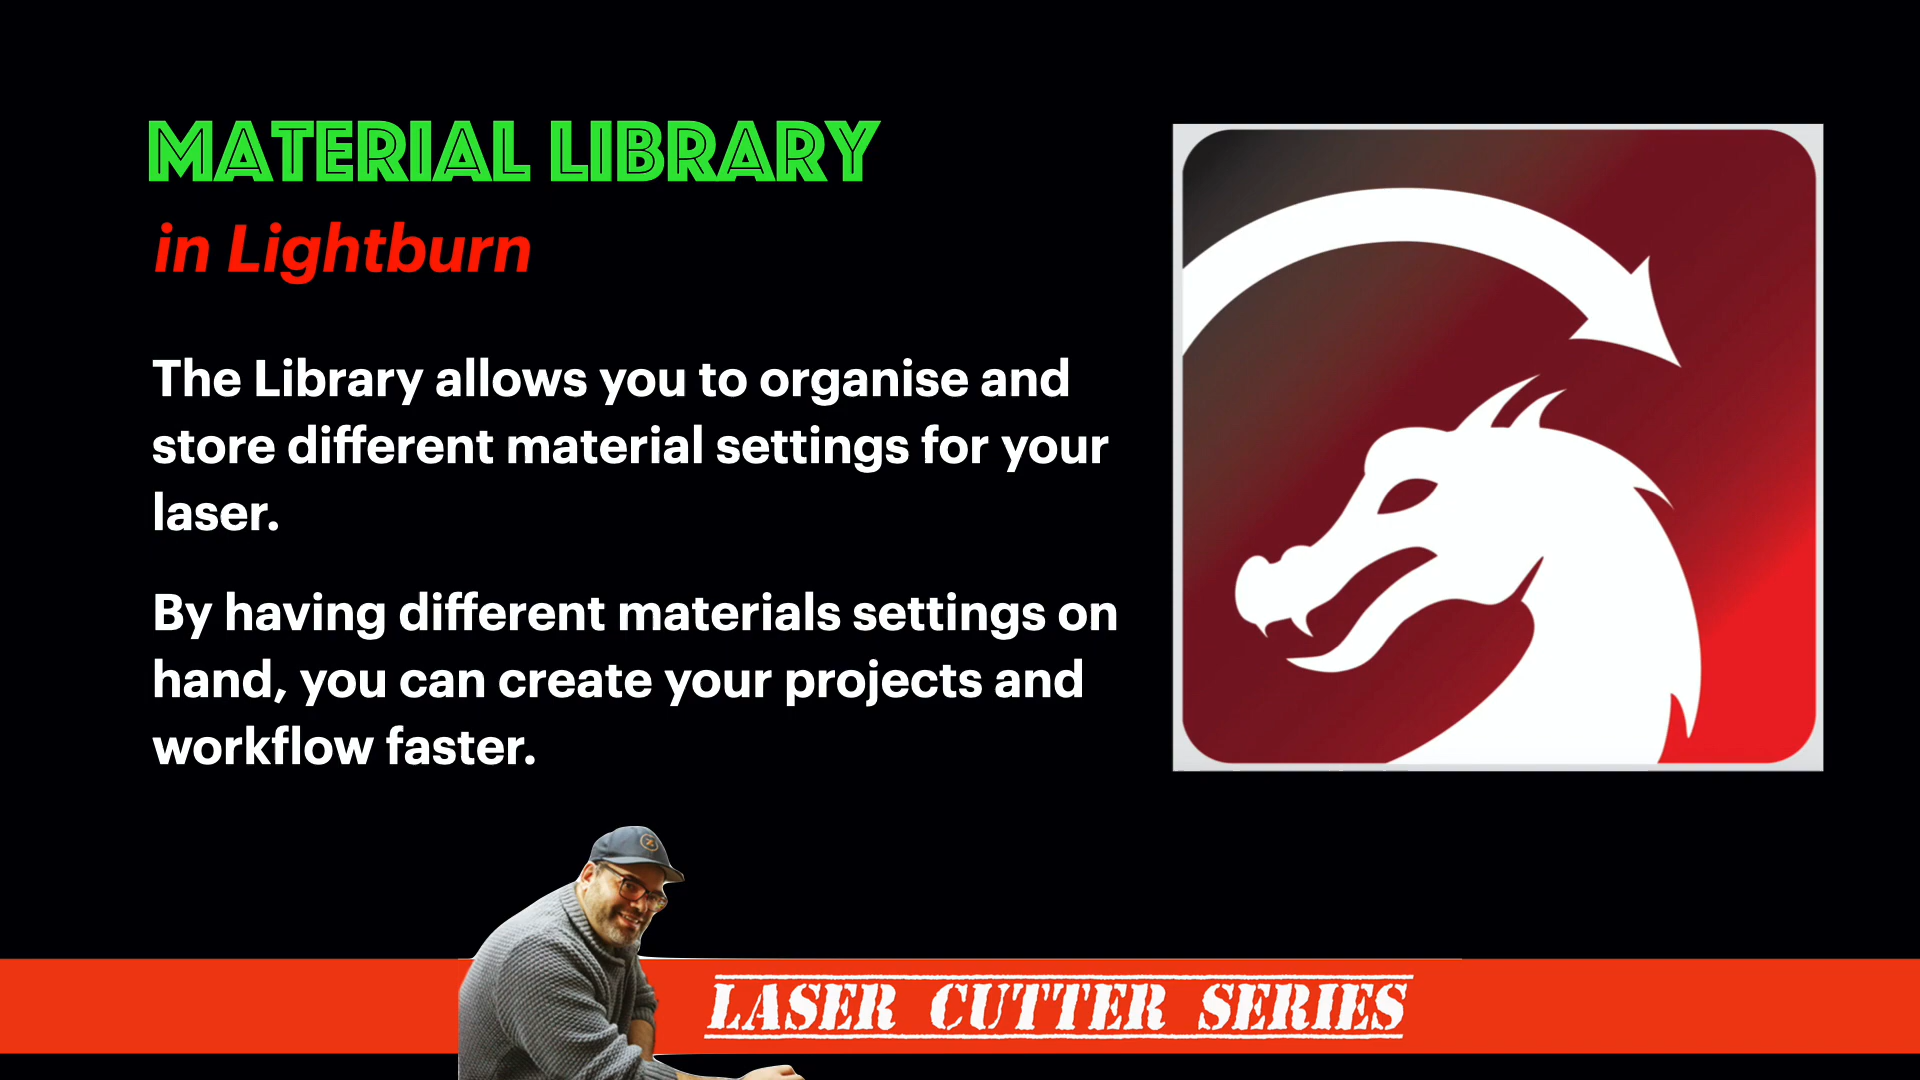 MATERIAL LIBRARY
in Lightburn
The Library allows you to organise and
store different material settings for your
laser.
By having different materials settings on
hand, you can create your projects and
workflow faster.
LASER CUTTER SERIES